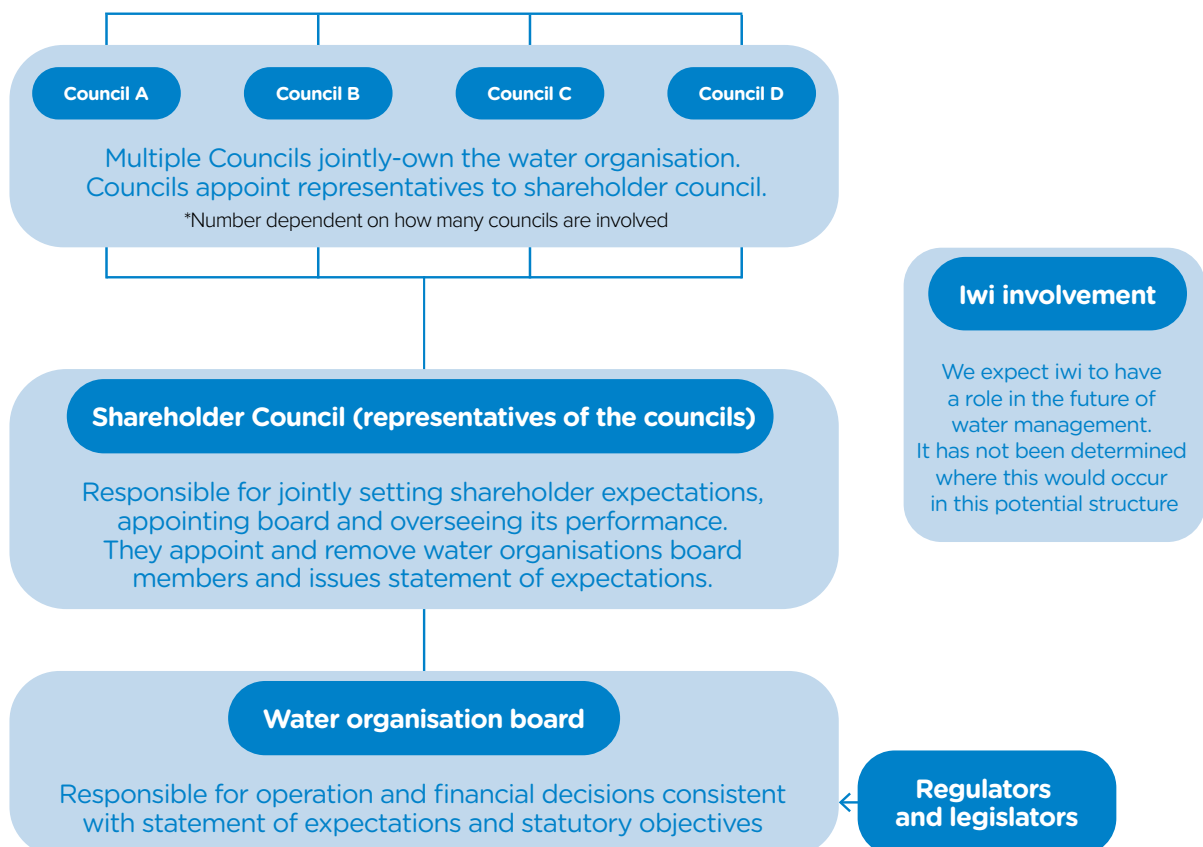 Council A
Council B
Council C
Council D
Multiple Councils jointly-own the water organisation.
Councils appoint representatives to shareholder council.
*Number dependent on how many councils are involved
Iwi involvement
We expect iwi to have
a role in the future of
water management.
It has not been determined
where this would occur
in this potential structure
Shareholder Council (representatives of the councils)
Responsible for jointly setting shareholder expectations,
appointing board and overseeing its performance.
They appoint and remove water organisations board
members and issues statement of expectations.
Water organisation board
Responsible for operation and financial decisions consistent
with statement of expectations and statutory objectives
Regulators
and legislators